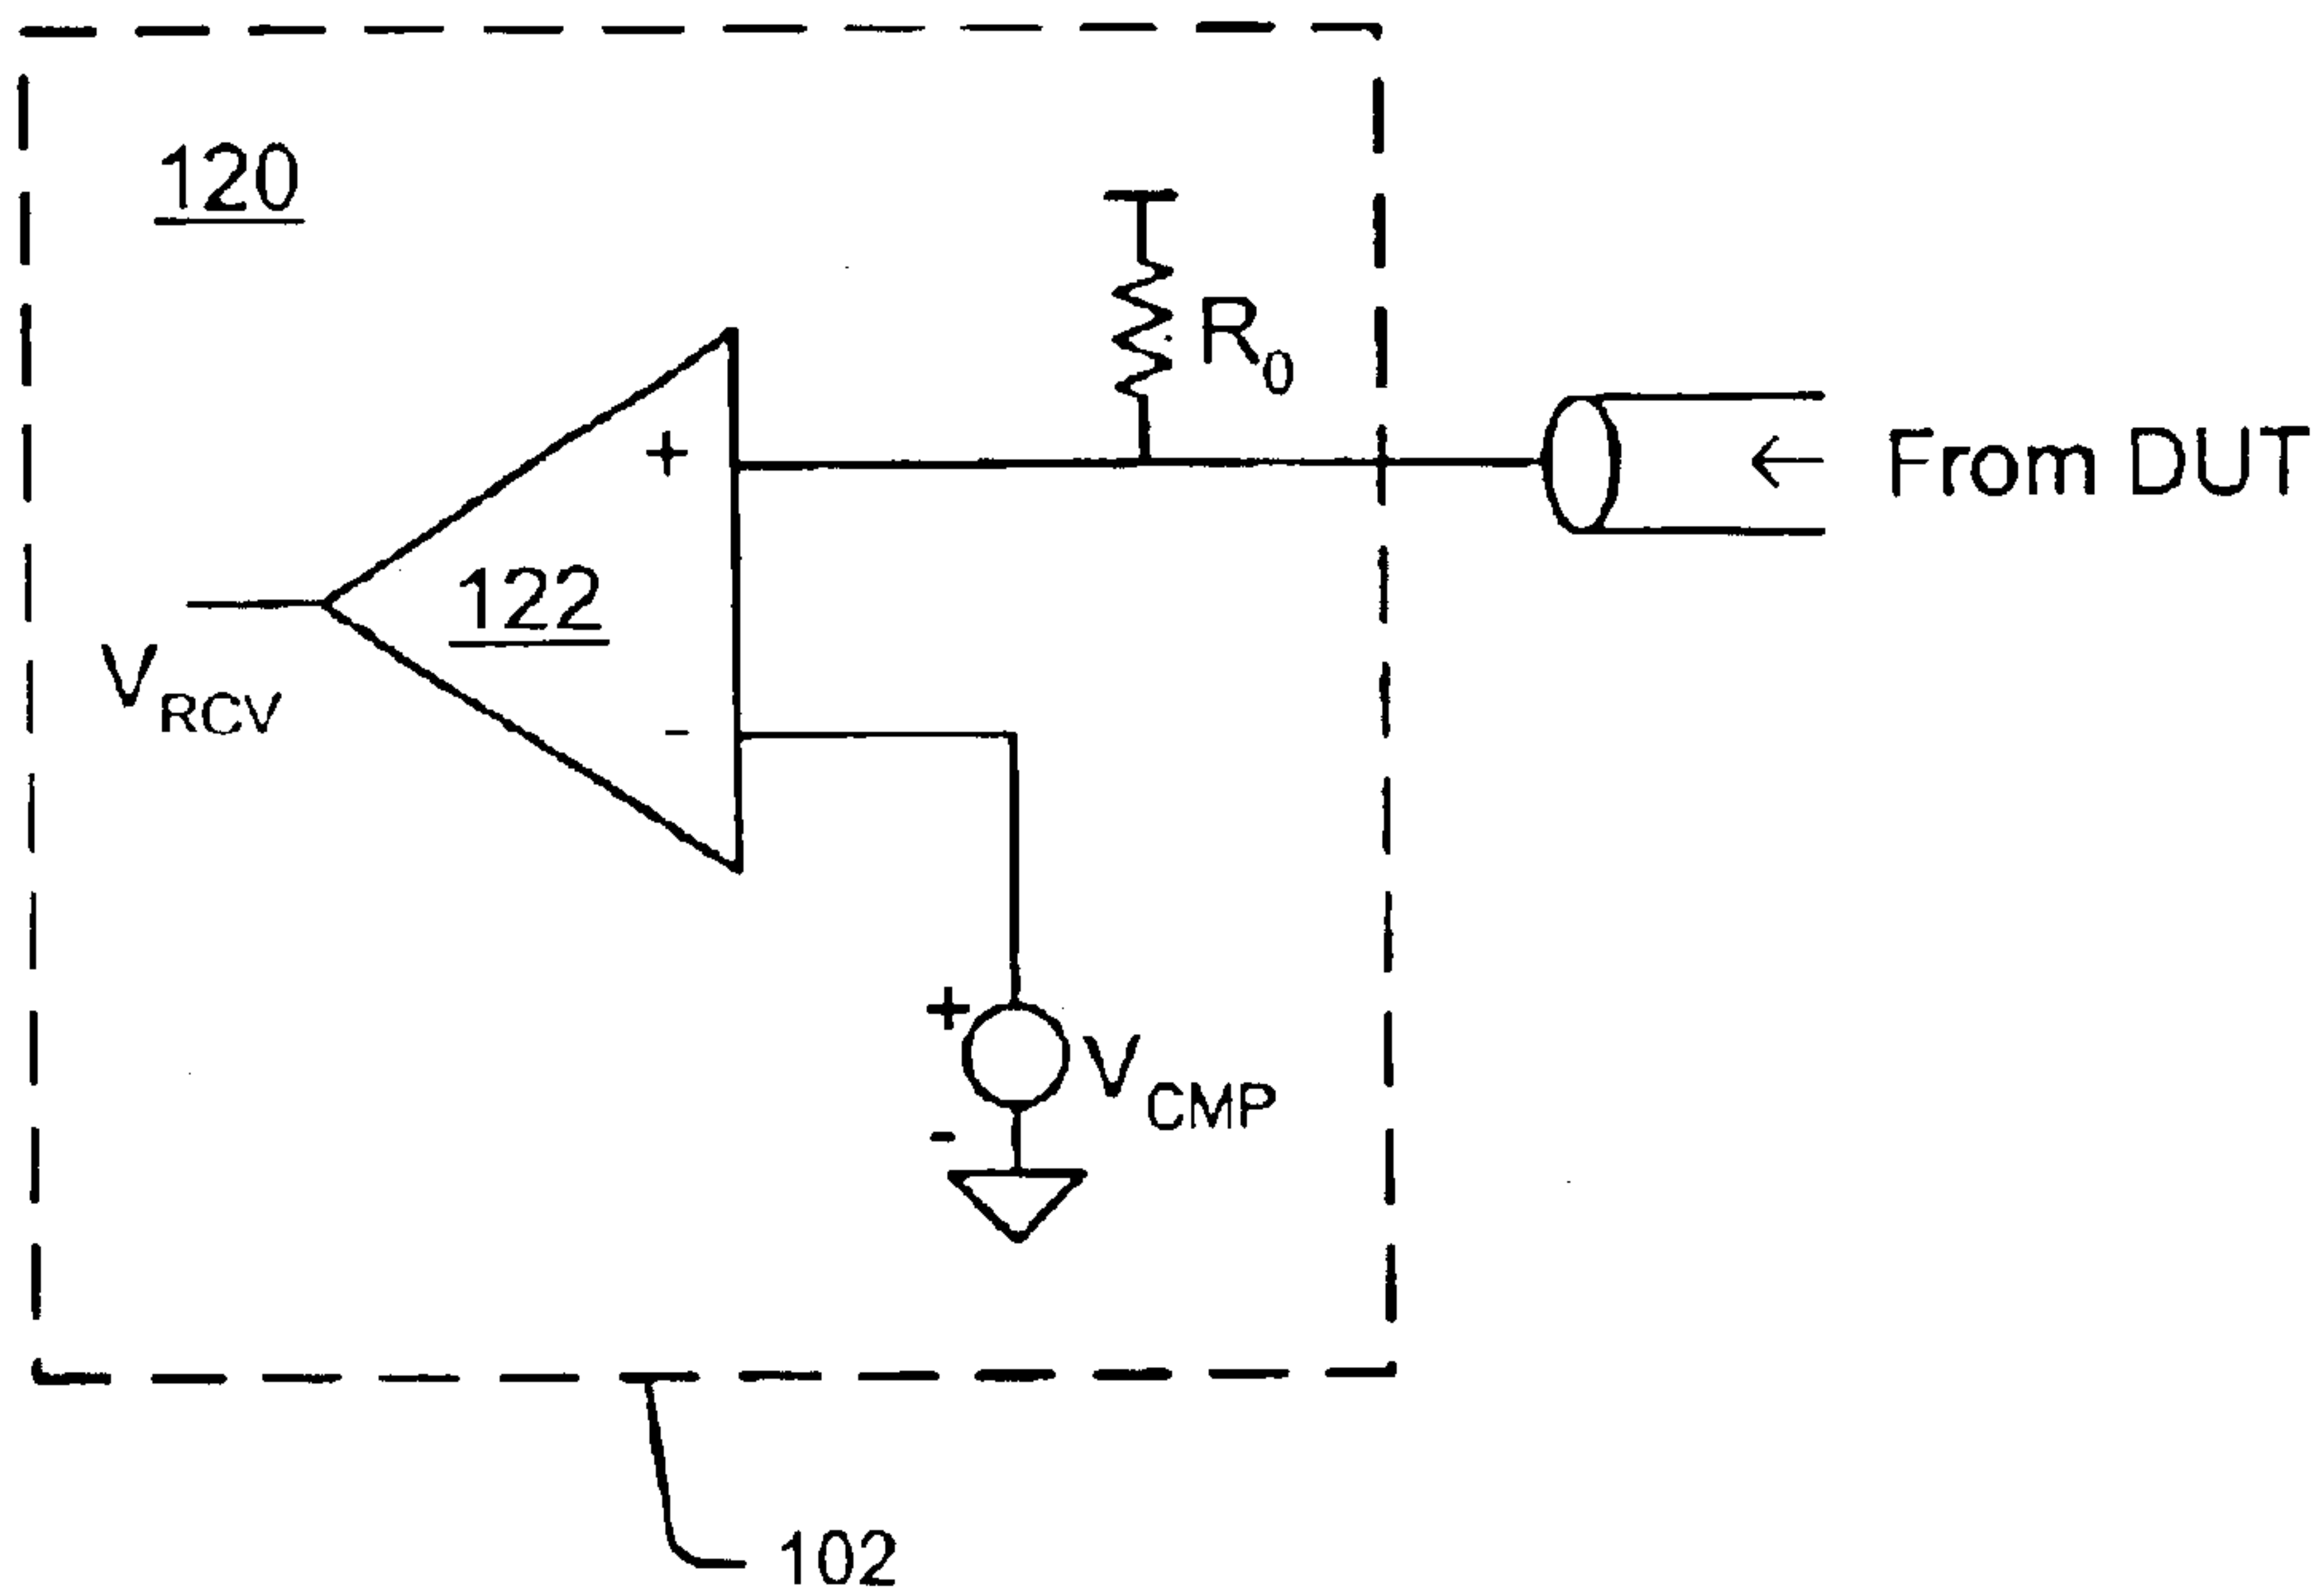 120
R0
+
From DUT
122
VRCV
-
+
VCMP
-
102